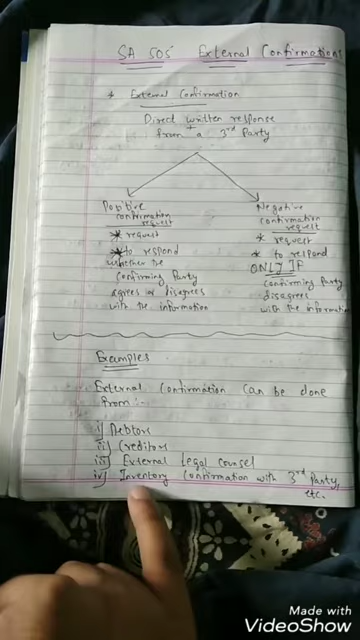 SA 505 External Confirmations
* External Confirmation
Direct written response
from a 3rd Party
Positive
confirmation
request
* request
* to respond
whether the
confirming Party
agrees or disagrees
with the information
Negative
confirmation
request
* request
* to respond
ONLY IF
confirming Party
disagrees
with the information
Examples
External Confirmation can be done
from:-
i) Debtors
ii) Creditors
iii) External legal counsel
iv) Inventory confirmation with 3rd Party,
etc.
Made with
VideoShow